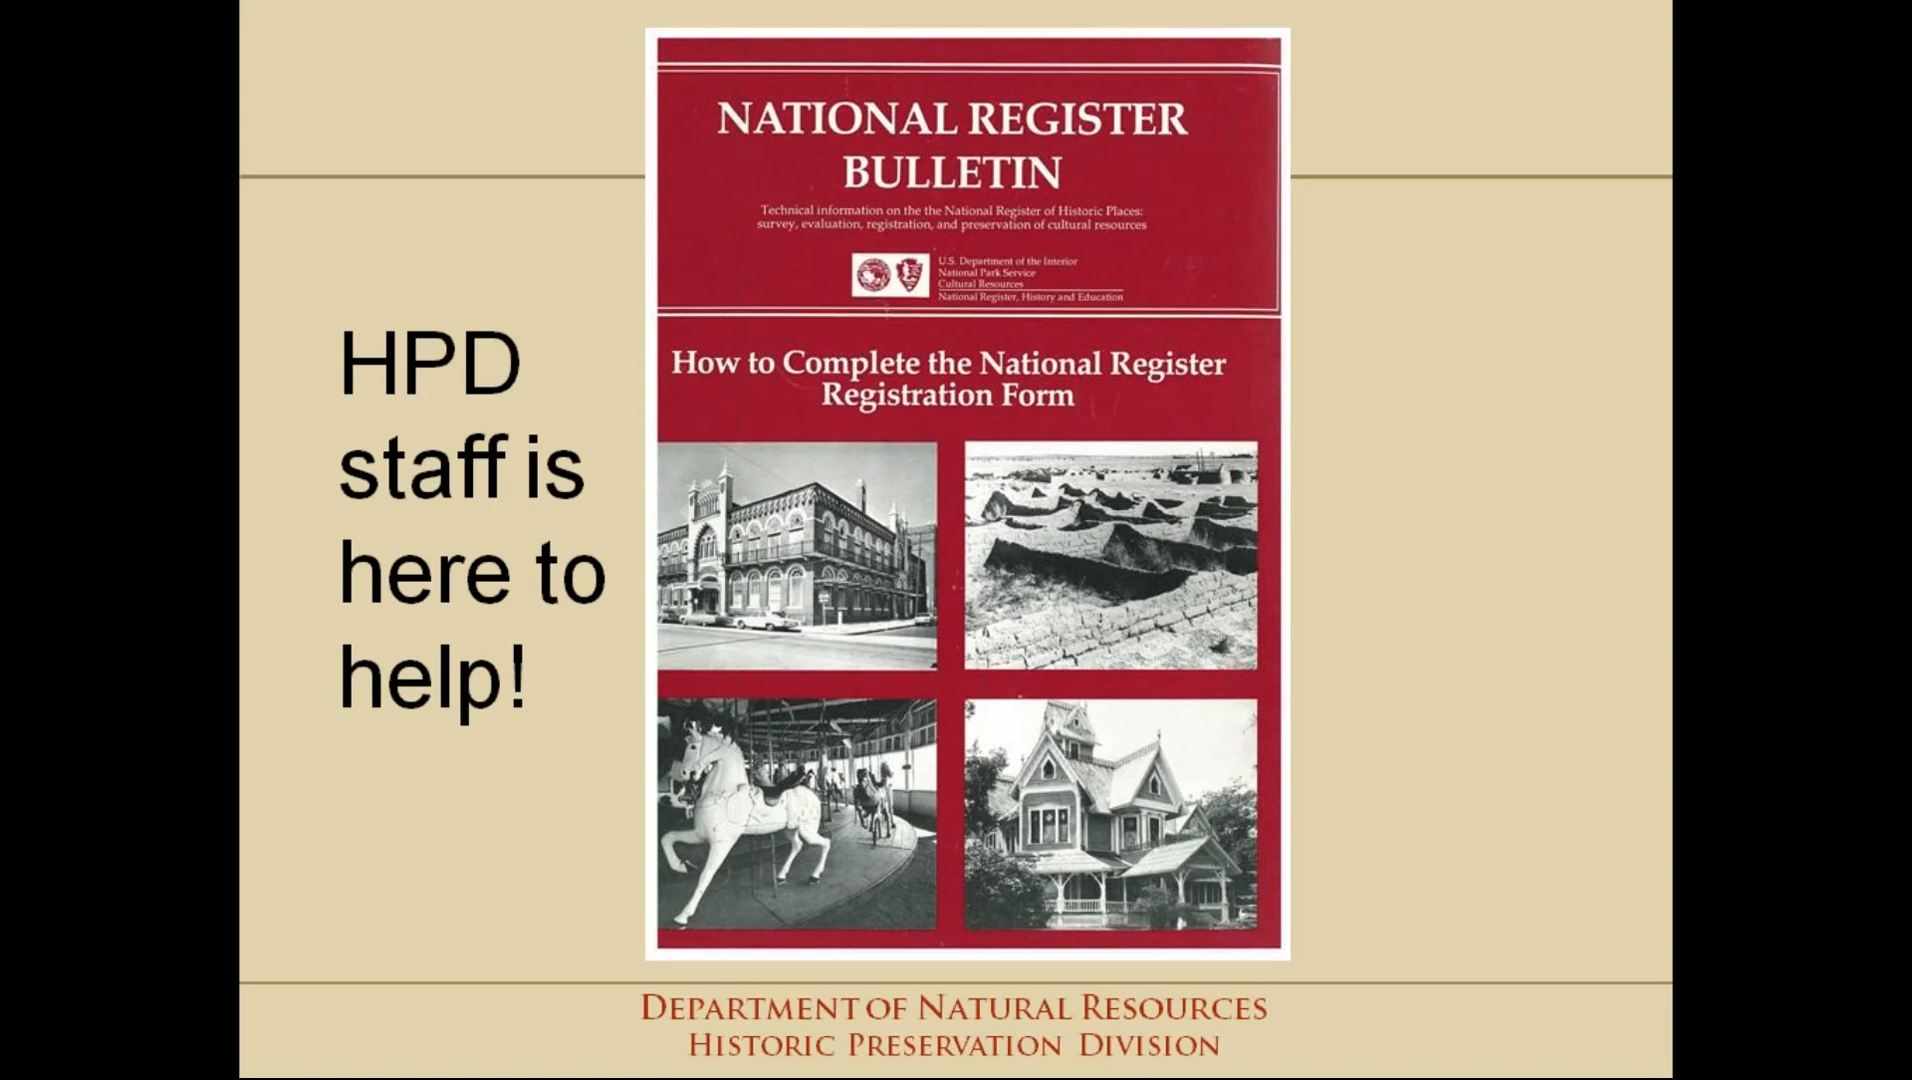 HPD
staff is
here to
help!
NATIONAL REGISTER
BULLETIN
Technical information on the the National Register of Historic Places:
survey, evaluation, registration, and preservation of cultural resources
U.S. Department of the Interior
National Park Service
Cultural Resources
National Register, History and Education
How to Complete the National Register
Registration Form
DEPARTMENT OF NATURAL RESOURCES
HISTORIC PRESERVATION DIVISION